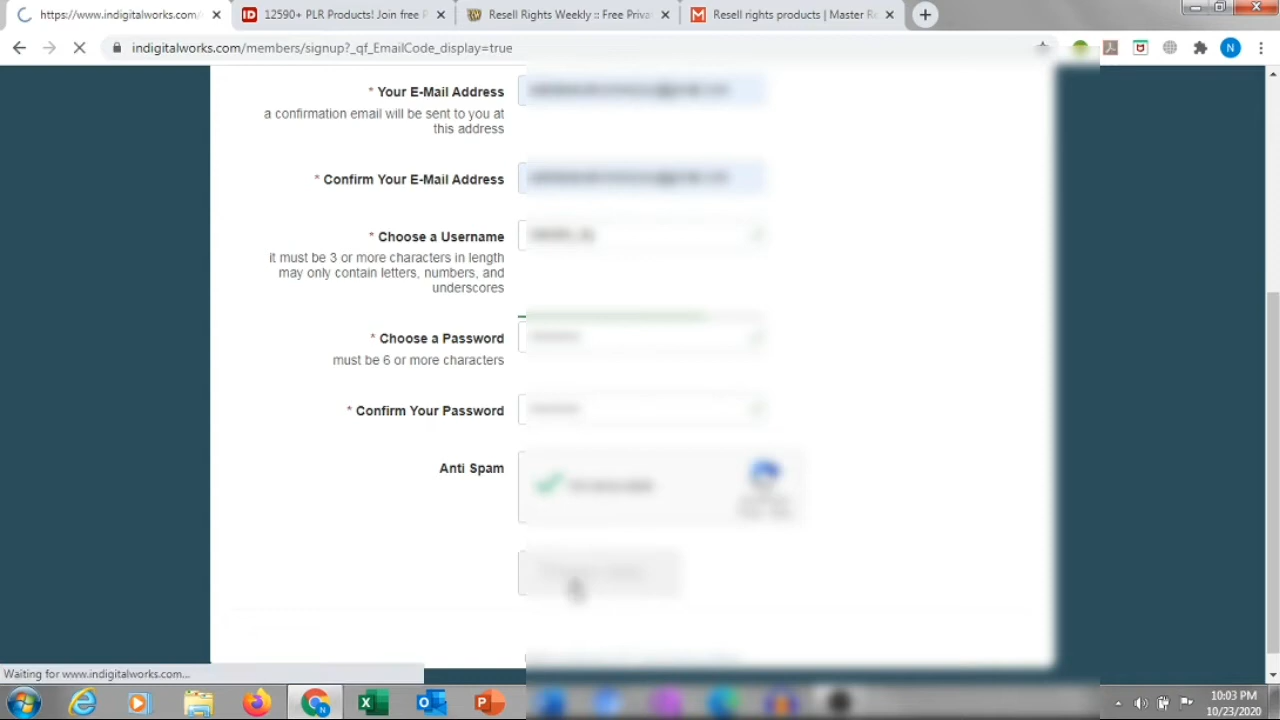 https://www.indigitalworks.com/
12590+ PLR Products! Join free P
Resell Rights Weekly :: Free Priva
Resell rights products | Master Re
indigitalworks.com/members/signup?_qf_EmailCode_display=true
* Your E-Mail Address
a confirmation email will be sent to you at
this address
* Confirm Your E-Mail Address
* Choose a Username
it must be 3 or more characters in length
may only contain letters, numbers, and
underscores
* Choose a Password
must be 6 or more characters
* Confirm Your Password
Anti Spam
Waiting for www.indigitalworks.com...
10:03 PM
10/23/2020